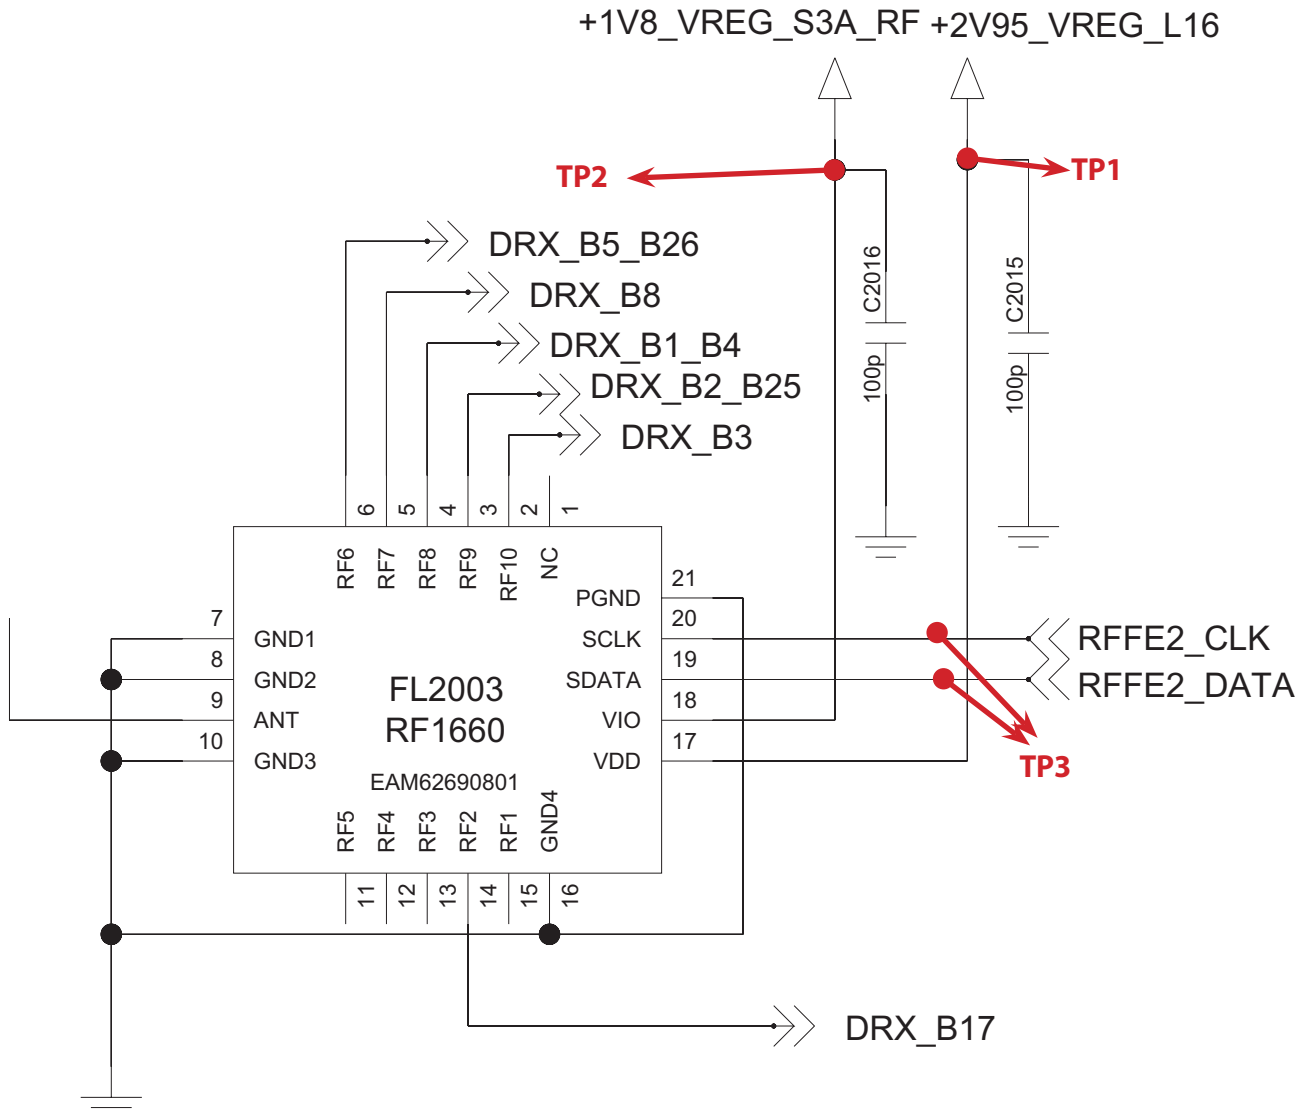 +1V8_VREG_S3A_RF +2V95_VREG_L16
TP2
TP1
DRX_B5_B26
DRX_B8
DRX_B1_B4
DRX_B2_B25
DRX_B3
C2016
100p
C2015
100p
6
5
4
3
2
1
RF6
RF7
RF8
RF9
RF10
NC
21
PGND
7
GND1
SCLK
20
RFFE2_CLK
8
GND2
SDATA
19
RFFE2_DATA
9
ANT
VIO
18
10
GND3
VDD
17
TP3
FL2003
RF1660
EAM62690801
RF5
RF4
RF3
RF2
RF1
GND4
11
12
13
14
15
16
DRX_B17